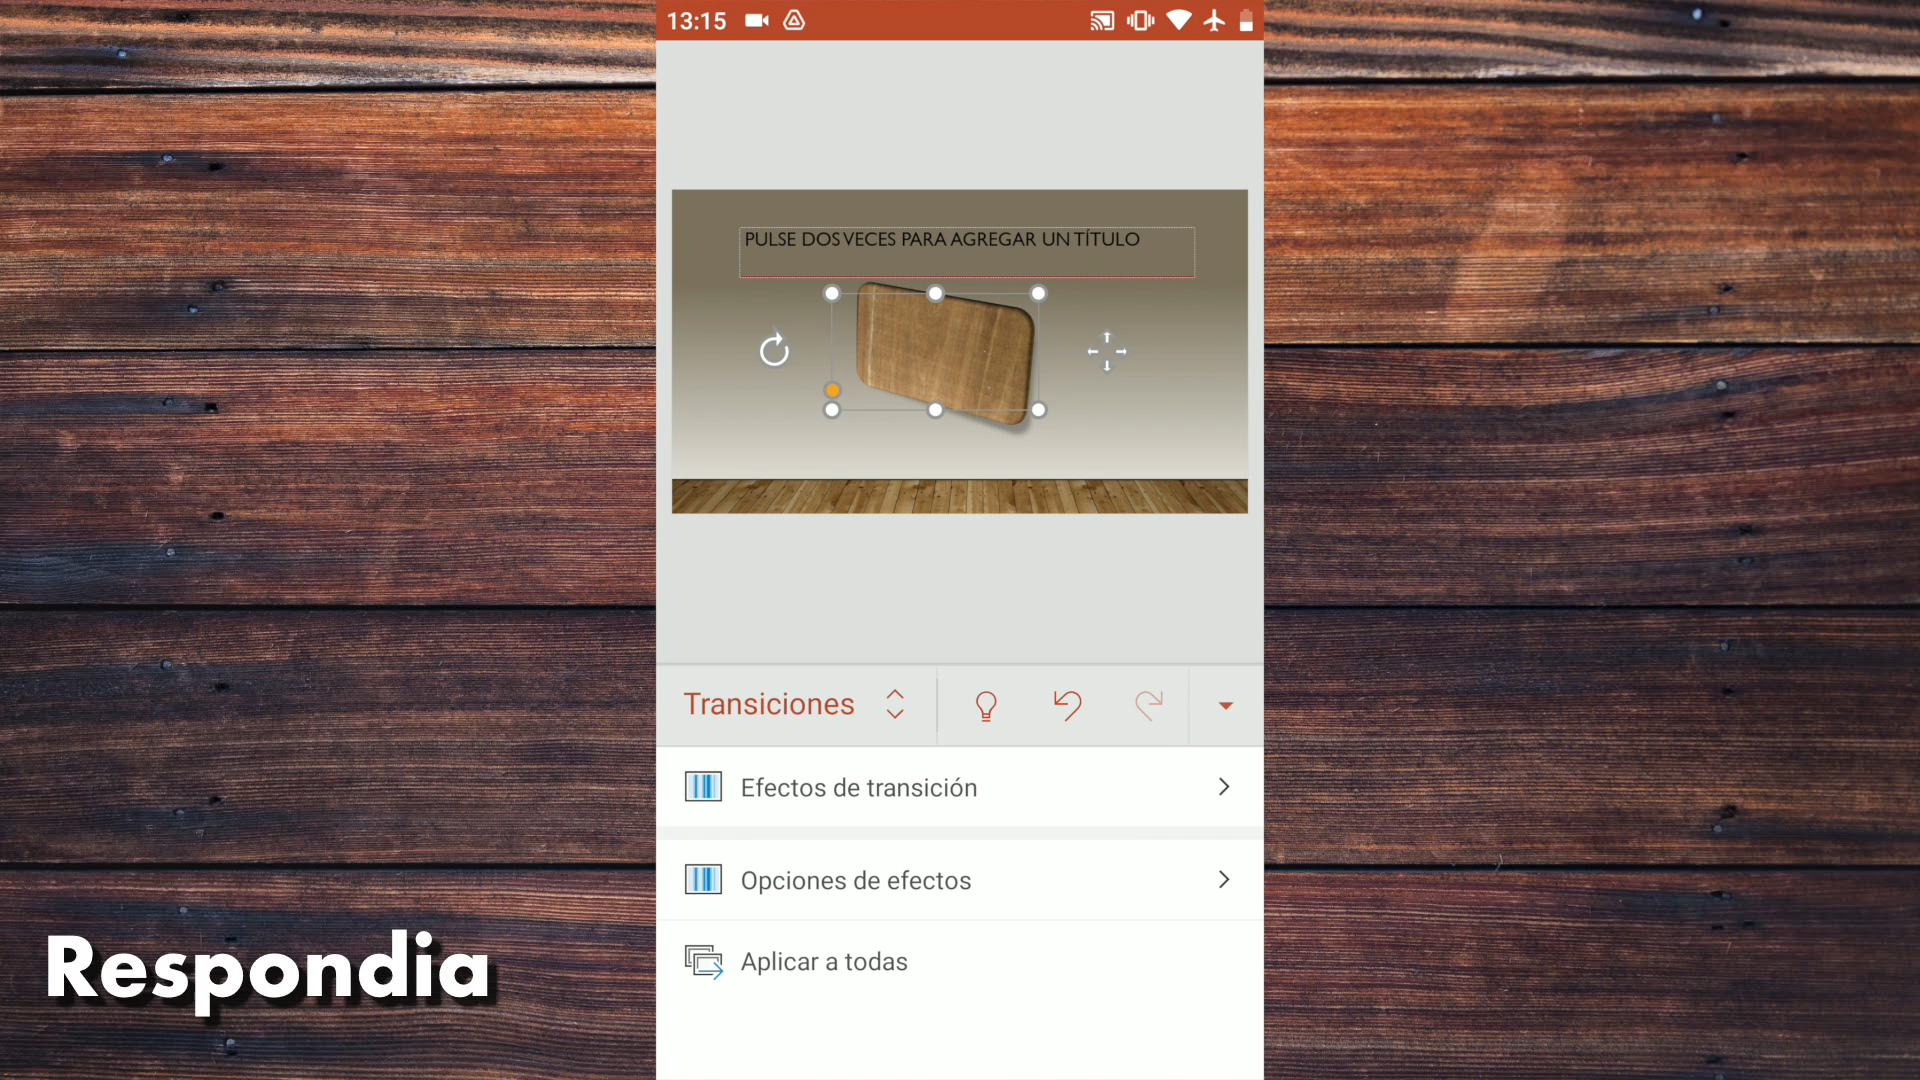 13:15
PULSE DOS VECES PARA AGREGAR UN TÍTULO
Transiciones
Efectos de transición
Opciones de efectos
Aplicar a todas
Respondia